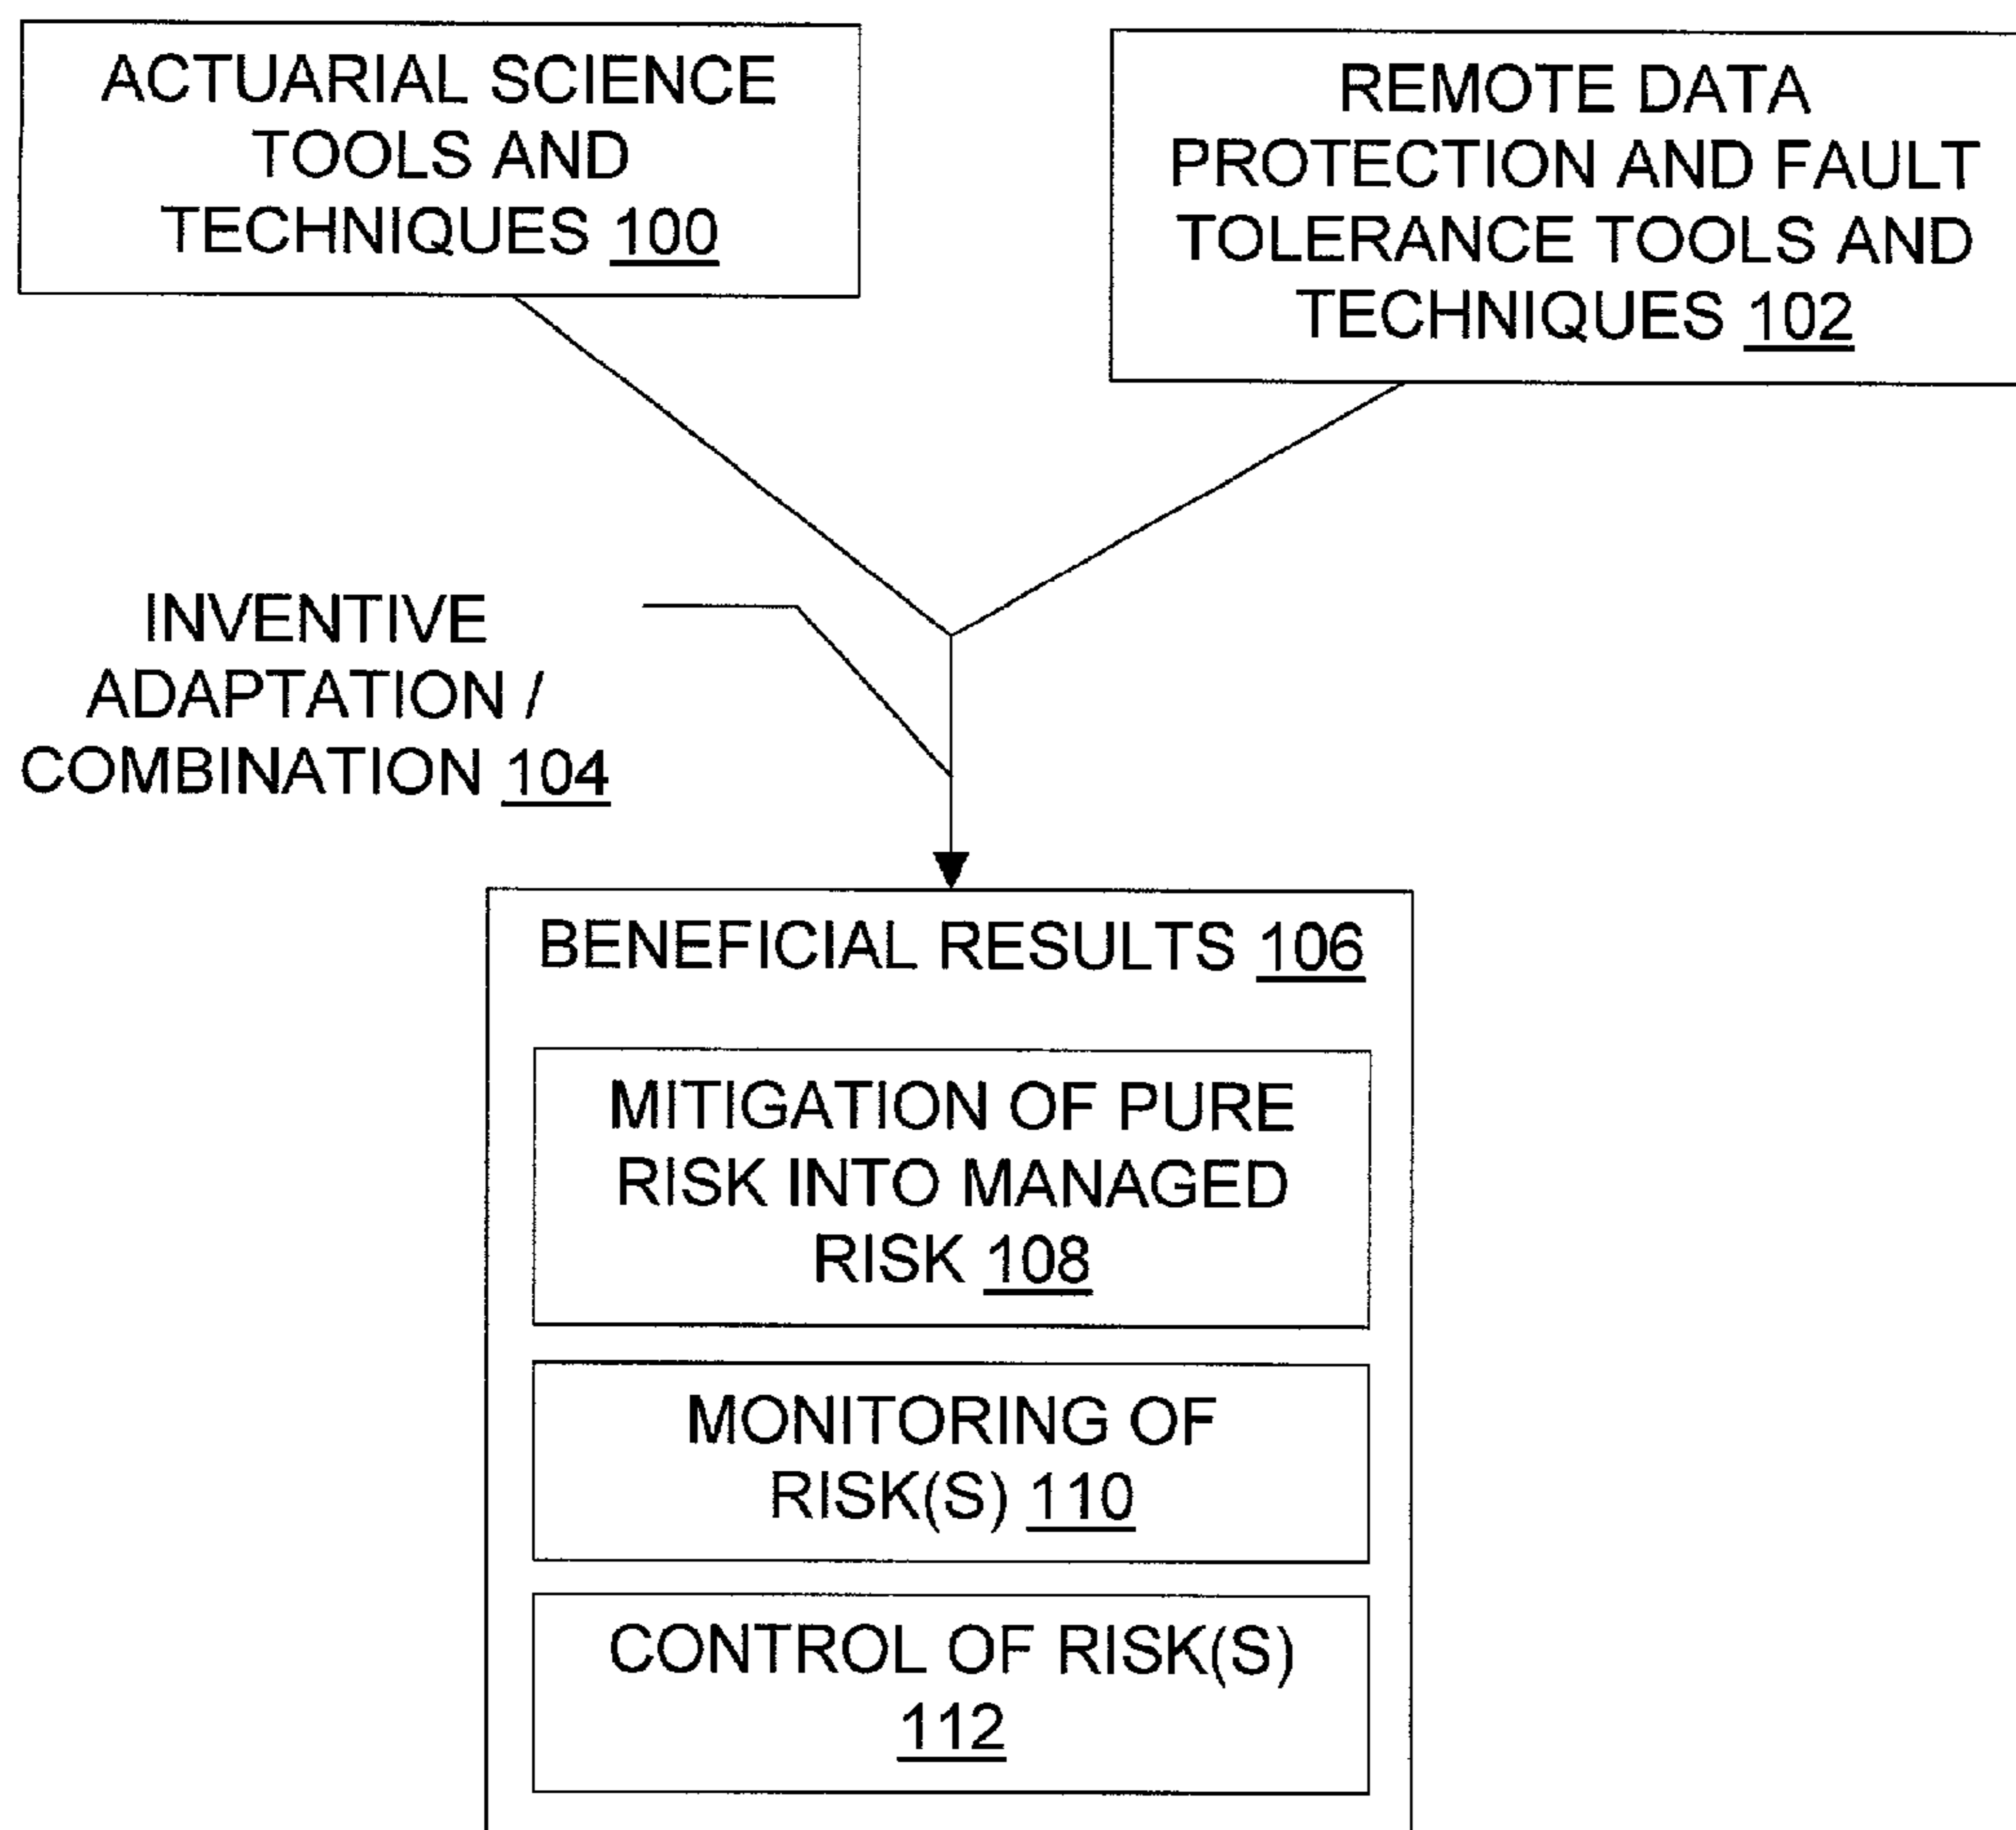 ACTUARIAL SCIENCE
TOOLS AND
TECHNIQUES 100
REMOTE DATA
PROTECTION AND FAULT
TOLERANCE TOOLS AND
TECHNIQUES 102
INVENTIVE
ADAPTATION /
COMBINATION 104
BENEFICIAL RESULTS 106
MITIGATION OF PURE
RISK INTO MANAGED
RISK 108
MONITORING OF
RISK(S) 110
CONTROL OF RISK(S)
112